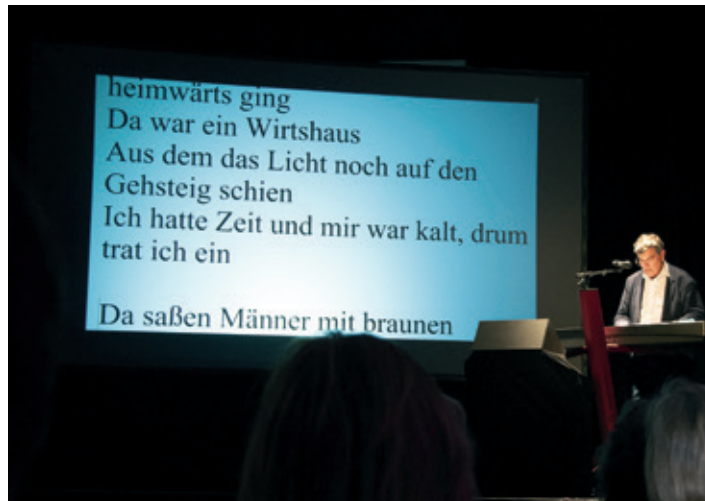 heimwärts ging
Da war ein Wirtshaus
Aus dem das Licht noch auf den
Gehsteig schien
Ich hatte Zeit und mir war kalt, drum
trat ich ein
Da saßen Männer mit braunen